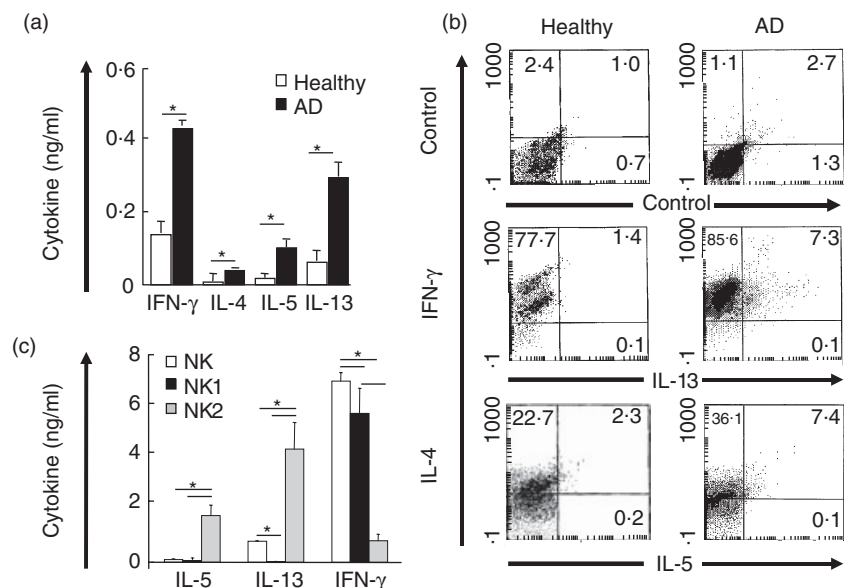 (a)
Cytokine (ng/ml)
0·6
0·4
0·2
0
Healthy
AD
*
*
*
*
IFN-γ IL-4 IL-5 IL-13
(b)
Healthy AD
Control
1000
·1
2·4 1·0
0·7
1000
·1
1·1 2·7
1·3
Control
IFN-γ
1000
·1
77·7 1·4
0·1
1000
·1
85·6 7·3
0·1
IL-13
IL-4
1000
·1
22·7 2·3
0·2
1000
·1
36·1 7·4
0·1
IL-5
(c)
Cytokine (ng/ml)
8
6
4
2
0
NK
NK1
NK2
*
*
*
*
IL-5 IL-13 IFN-γ